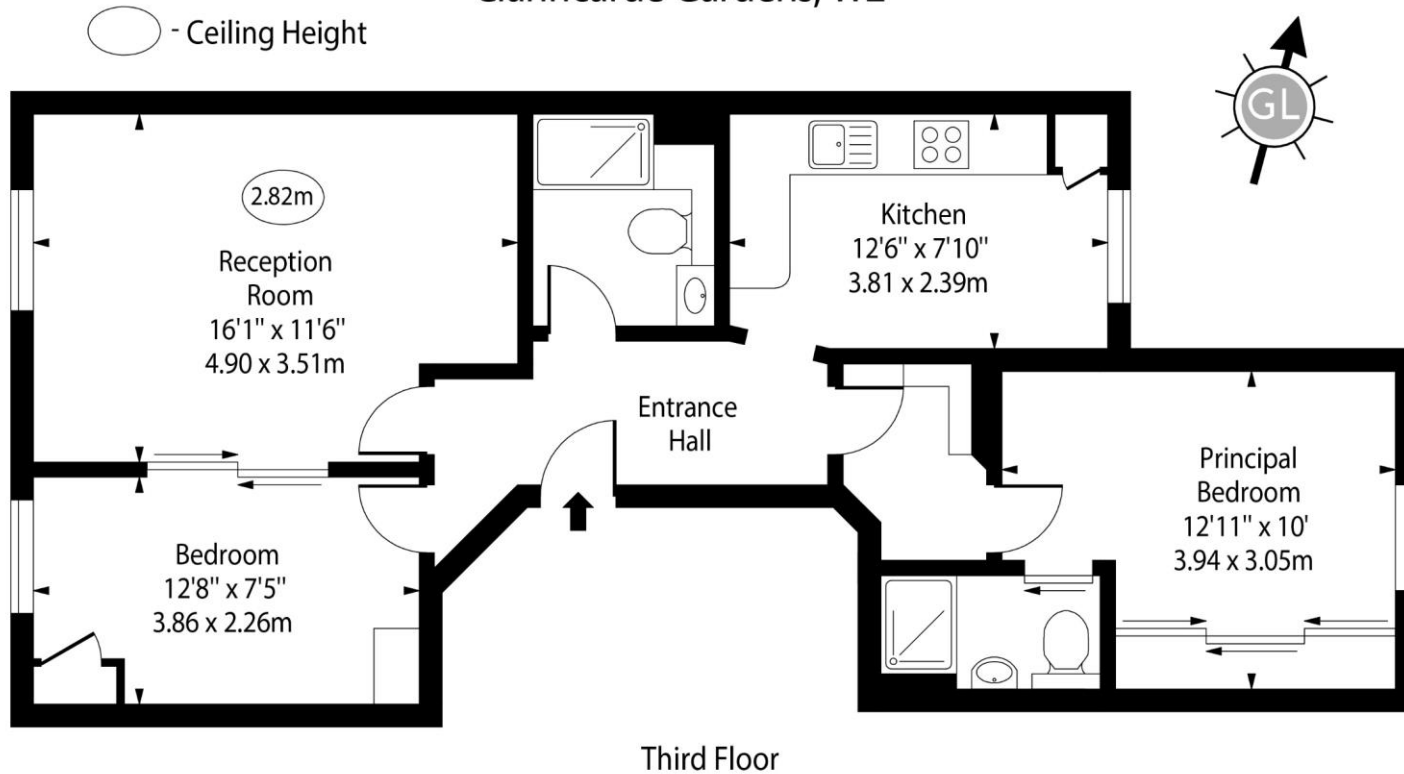 - Ceiling Height
GL
2.82m
Reception
Room
16'1" x 11'6"
4.90 x 3.51m
Kitchen
12'6" x 7'10"
3.81 x 2.39m
Entrance
Hall
Principal
Bedroom
12'11" x 10'
3.94 x 3.05m
Bedroom
12'8" x 7'5"
3.86 x 2.26m
Third Floor